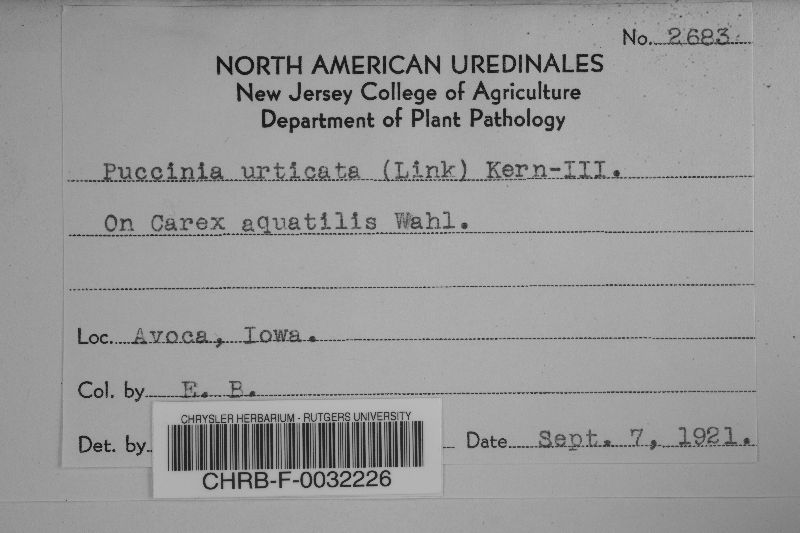 No. 2683
NORTH AMERICAN UREDINALES
New Jersey College of Agriculture
Department of Plant Pathology
Puccinia urticata (Link) Kern-III.
On Carex aquatilis Wahl.
Loc. Avoca, Iowa.
Col. by E. B.
Det. by Date Sept. 7, 1921.
CHRYSLER HERBARIUM - RUTGERS UNIVERSITY
CHRB-F-0032226